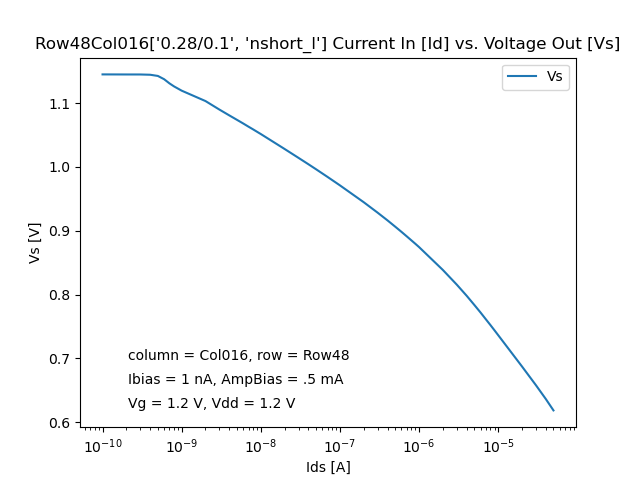 Row48Col016['0.28/0.1', 'nshort_l'] Current In [Id] vs. Voltage Out [Vs]
Vs
1.1
1.0
0.9
0.8
0.7
0.6
Vs [V]
column = Col016, row = Row48
Ibias = 1 nA, AmpBias = .5 mA
Vg = 1.2 V, Vdd = 1.2 V
10⁻¹⁰ 10⁻⁹ 10⁻⁸ 10⁻⁷ 10⁻⁶ 10⁻⁵
Ids [A]